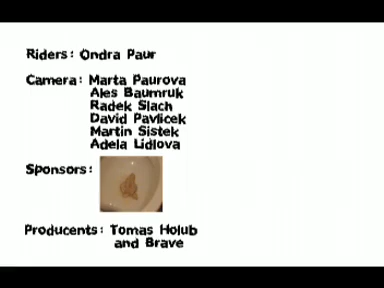 Riders: Ondra Paur
Camera: Marta Paurova
Ales Baumruk
Radek Slach
David Pavlicek
Martin Sistek
Adela Lidlova
Sponsors:
Producents: Tomas Holub
and Brave